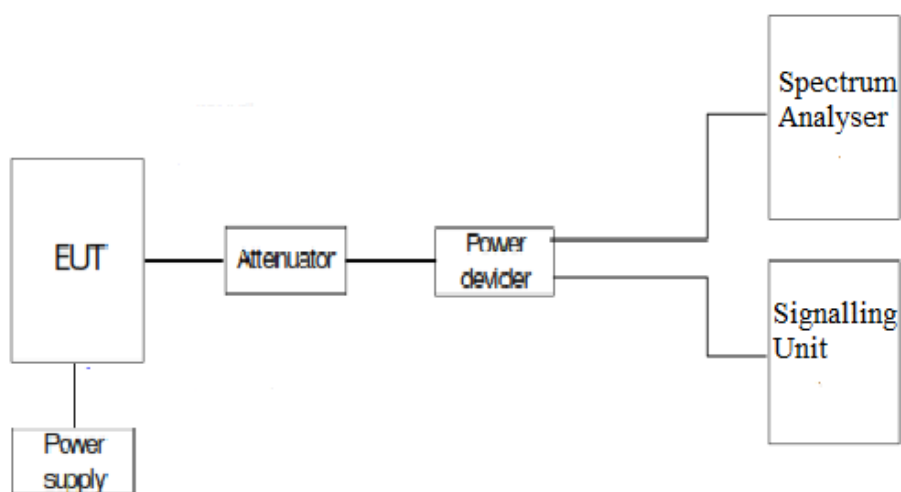 Spectrum
Analyser
EUT
Attenuator
Power
devider
Signalling
Unit
Power
supply